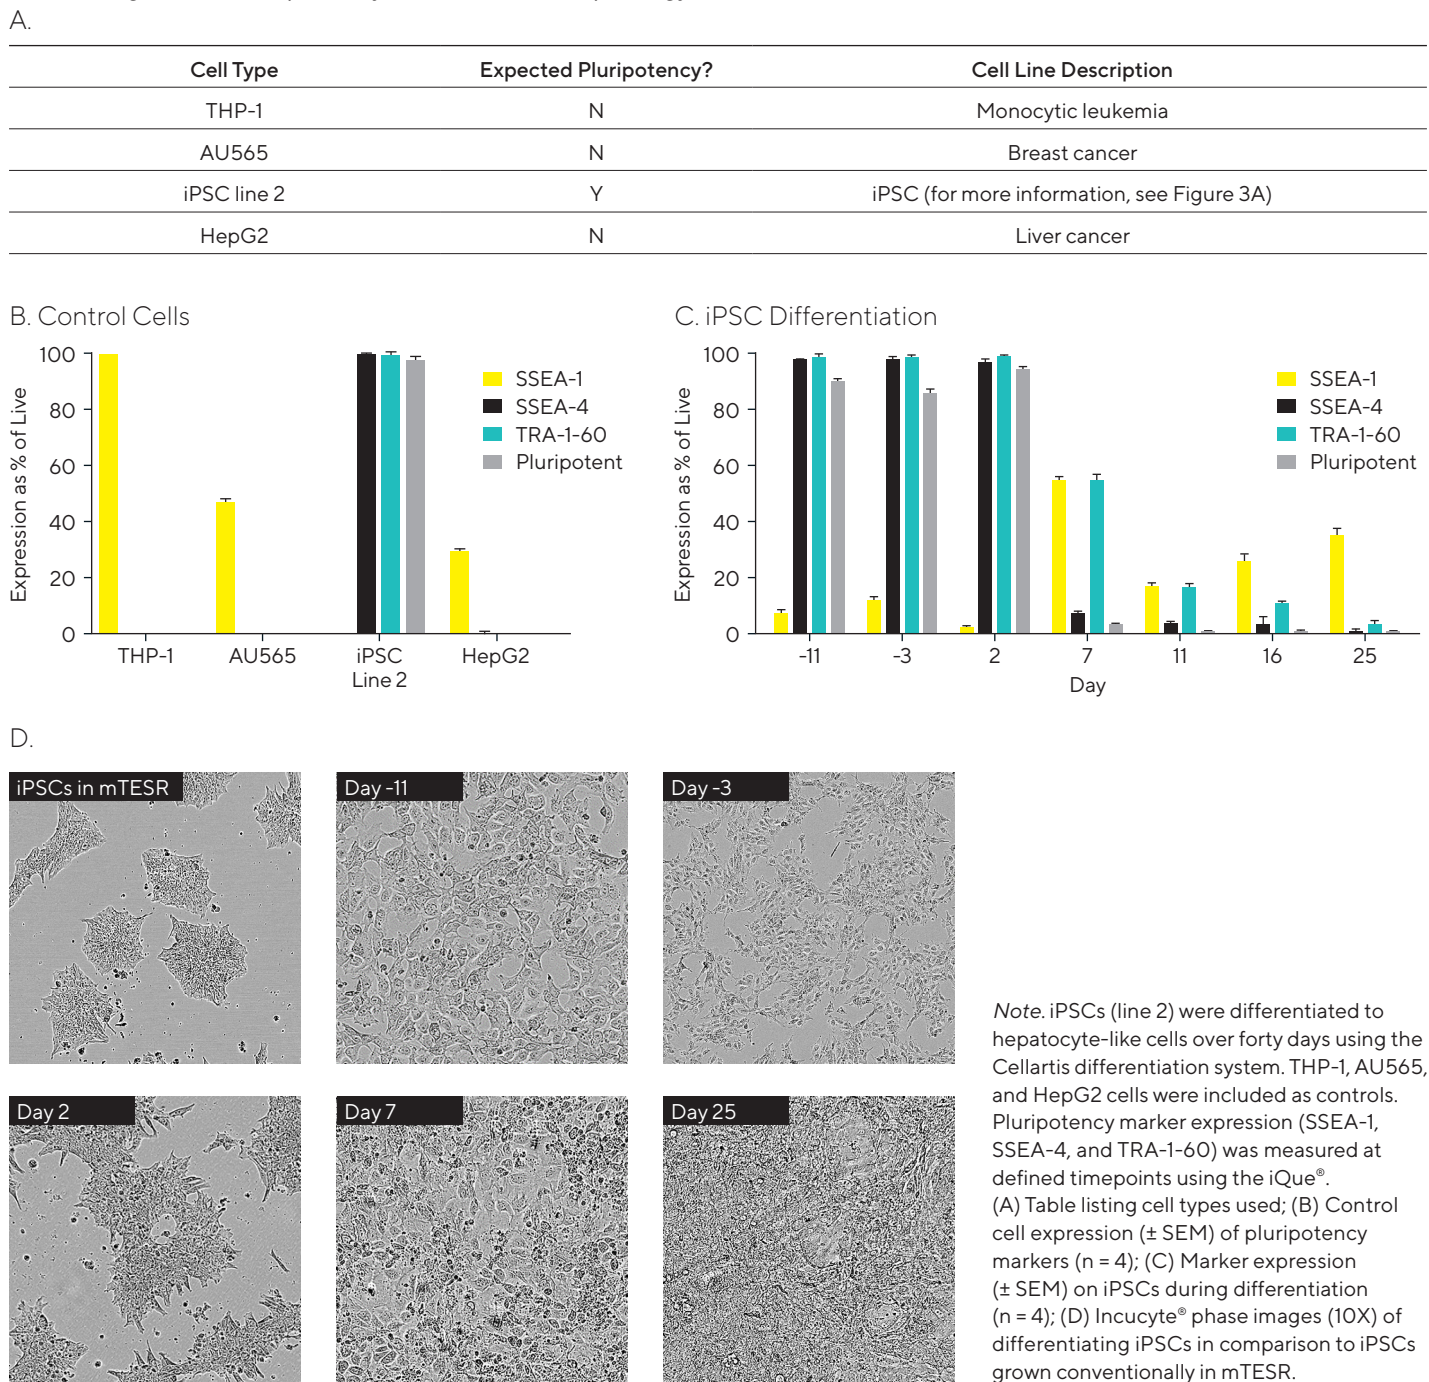 A.
Cell Type Expected Pluripotency? Cell Line Description
THP-1 N Monocytic leukemia
AU565 N Breast cancer
iPSC line 2 Y iPSC (for more information, see Figure 3A)
HepG2 N Liver cancer
B. Control Cells
Expression as % of Live
100
80
60
40
20
0
THP-1 AU565 iPSC Line 2 HepG2
SSEA-1
SSEA-4
TRA-1-60
Pluripotent
C. iPSC Differentiation
Expression as % of Live
100
80
60
40
20
0
-11 -3 2 7 11 16 25
Day
SSEA-1
SSEA-4
TRA-1-60
Pluripotent
D.
iPSCs in mTESR
Day -11
Day -3
Day 2
Day 7
Day 25
Note. iPSCs (line 2) were differentiated to
hepatocyte-like cells over forty days using the
Cellartis differentiation system. THP-1, AU565,
and HepG2 cells were included as controls.
Pluripotency marker expression (SSEA-1,
SSEA-4, and TRA-1-60) was measured at
defined timepoints using the iQue®.
(A) Table listing cell types used; (B) Control
cell expression (± SEM) of pluripotency
markers (n = 4); (C) Marker expression
(± SEM) on iPSCs during differentiation
(n = 4); (D) Incucyte® phase images (10X) of
differentiating iPSCs in comparison to iPSCs
grown conventionally in mTESR.